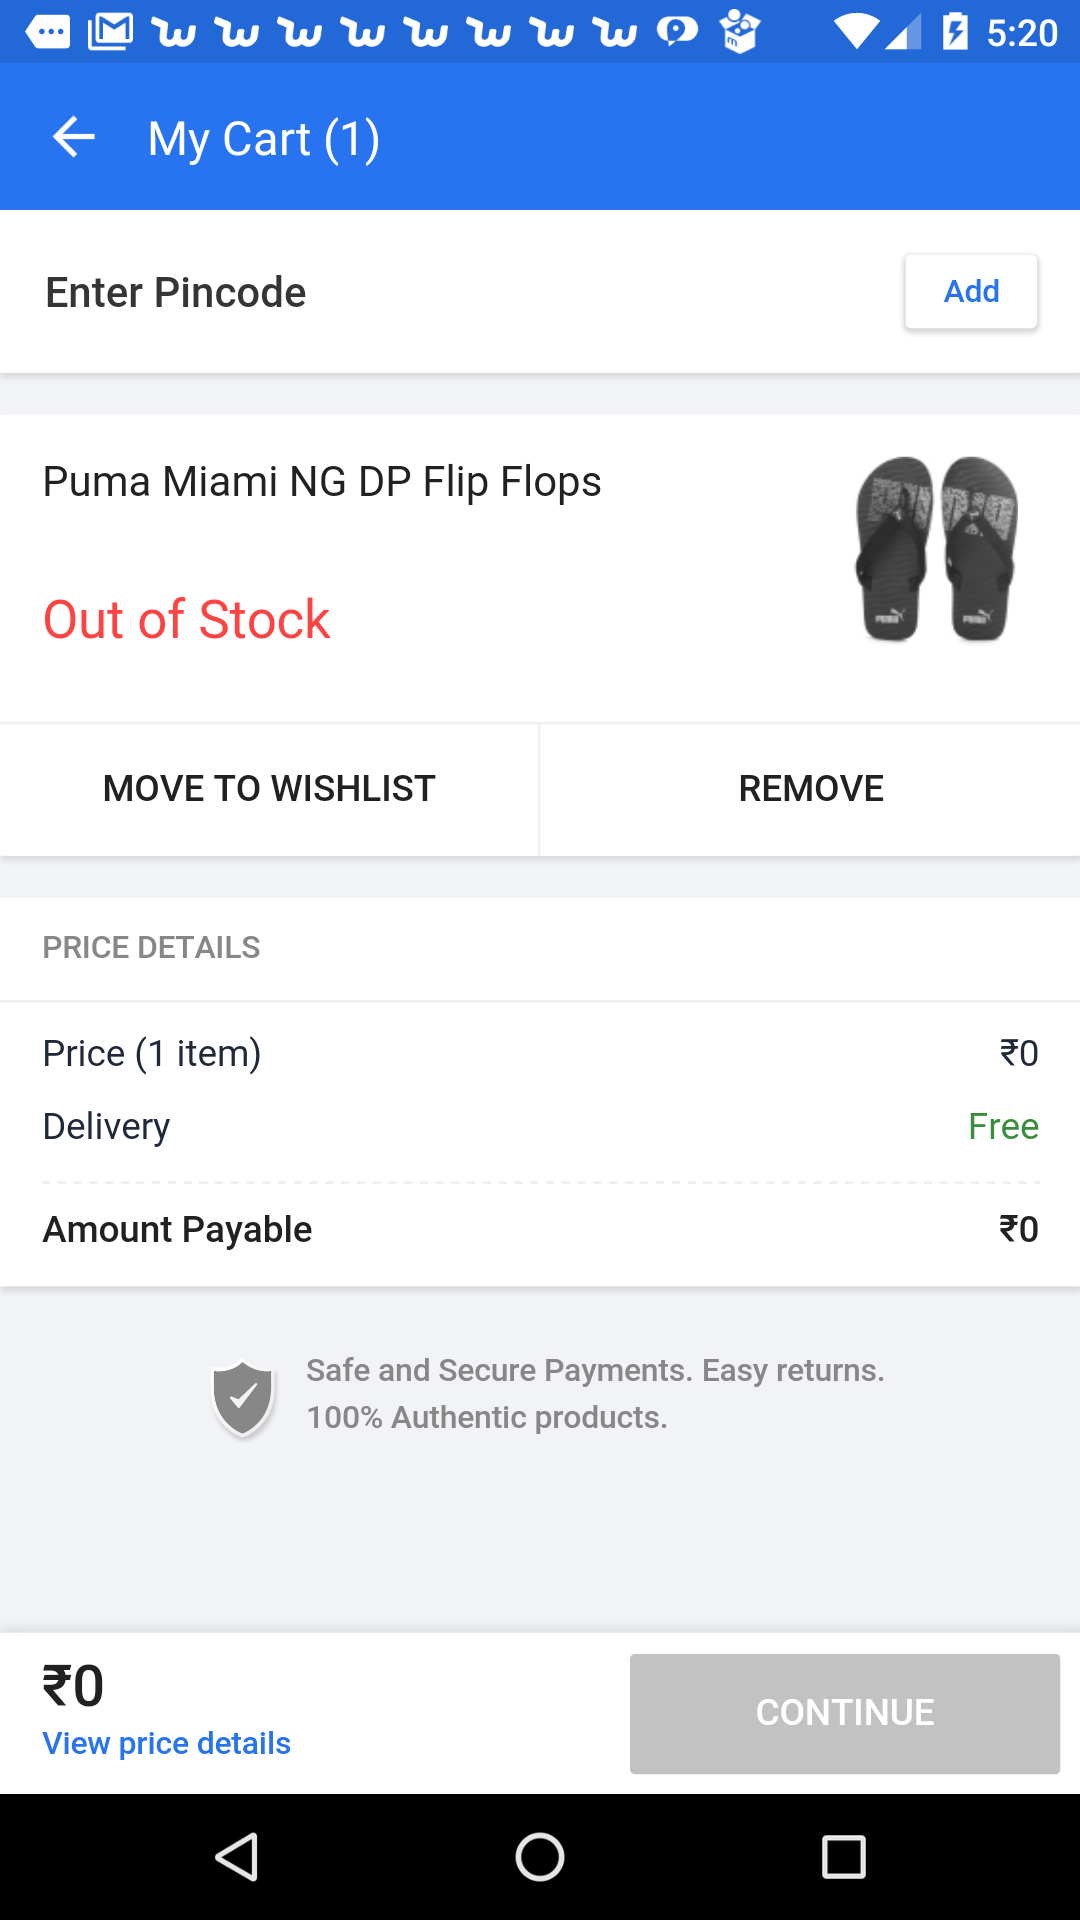 5:20
My Cart (1)
Enter Pincode
Add
Puma Miami NG DP Flip Flops
Out of Stock
MOVE TO WISHLIST
REMOVE
PRICE DETAILS
Price (1 item)
₹0
Delivery
Free
Amount Payable
₹0
Safe and Secure Payments. Easy returns.
100% Authentic products.
₹0
View price details
CONTINUE